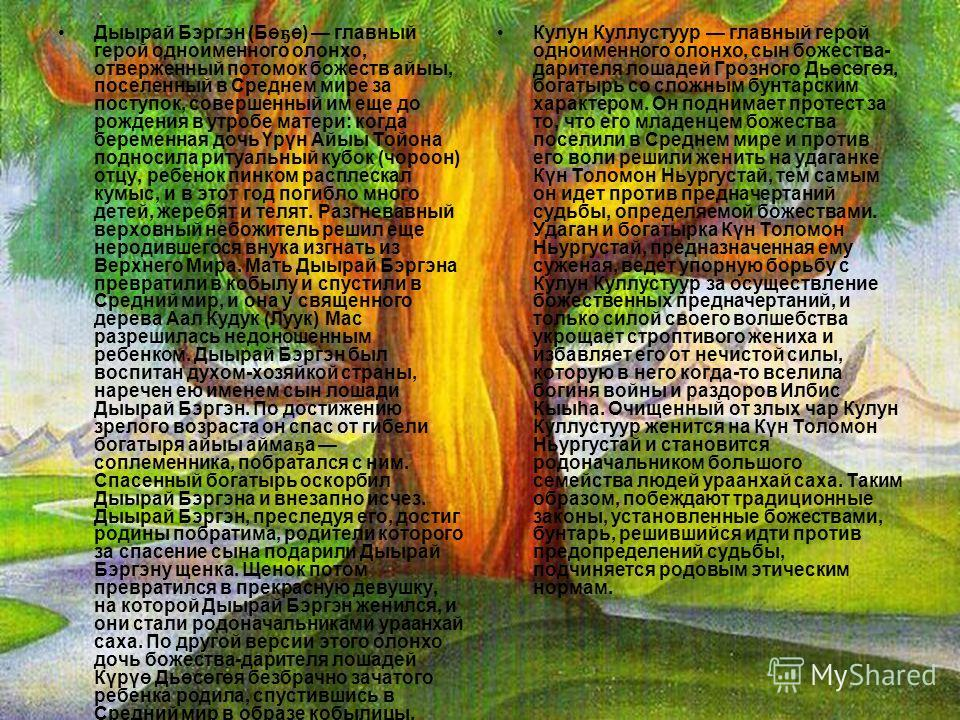 • Дыырай Бэргэн (Бөҕө) — главный
герой одноименного олонхо,
отверженный потомок божеств айыы,
поселенный в Среднем мире за
поступок, совершенный им еще до
рождения в утробе матери: когда
беременная дочь Үрүн Айыы Тойона
подносила ритуальный кубок (чороон)
отцу, ребенок пинком расплескал
кумыс, и в этот год погибло много
детей, жеребят и телят. Разгневавный
верховный небожитель решил еще
неродившегося внука изгнать из
Верхнего Мира. Мать Дыырай Бэргэна
превратили в кобылу и спустили в
Средний мир, и она у священного
дерева Аал Кудук (Луук) Мас
разрешилась недоношенным
ребенком. Дыырай Бэргэн был
воспитан духом-хозяйкой страны,
наречен ею именем сын лошади
Дыырай Бэргэн. По достижению
зрелого возраста он спас от гибели
богатыря айыы аймаҕа —
соплеменника, побратался с ним.
Спасенный богатырь оскорбил
Дыырай Бэргэна и внезапно исчез.
Дыырай Бэргэн, преследуя его, достиг
родины побратима, родители которого
за спасение сына подарили Дыырай
Бэргэну щенка. Щенок потом
превратился в прекрасную девушку,
на которой Дыырай Бэргэн женился, и
они стали родоначальниками ураанхай
саха. По другой версии этого олонхо
дочь божества-дарителя лошадей
Күрүө Дьөсөгөя безбрачно зачатого
ребенка родила, спустившись в
Средний мир в образе кобылицы.
• Кулун Куллустуур — главный герой
одноименного олонхо, сын божества-
дарителя лошадей Грозного Дьөсөгөя,
богатырь со сложным бунтарским
характером. Он поднимает протест за
то, что его младенцем божества
поселили в Среднем мире и против
его воли решили женить на удаганке
Күн Толомон Ньургустай, тем самым
он идет против предначертаний
судьбы, определяемой божествами.
Удаган и богатырка Күн Толомон
Ньургустай, предназначенная ему
суженая, ведет упорную борьбу с
Кулун Куллустуур за осуществление
божественных предначертаний, и
только силой своего волшебства
укрощает строптивого жениха и
избавляет его от нечистой силы,
которую в него когда-то вселила
богиня войны и раздоров Илбис
Кыыһа. Очищенный от злых чар Кулун
Куллустуур женится на Күн Толомон
Ньургустай и становится
родоначальником большого
семейства людей ураанхай саха. Таким
образом, побеждают традиционные
законы, установленные божествами,
бунтарь, решившийся идти против
предопределений судьбы,
подчиняется родовым этическим
нормам.
MyShared